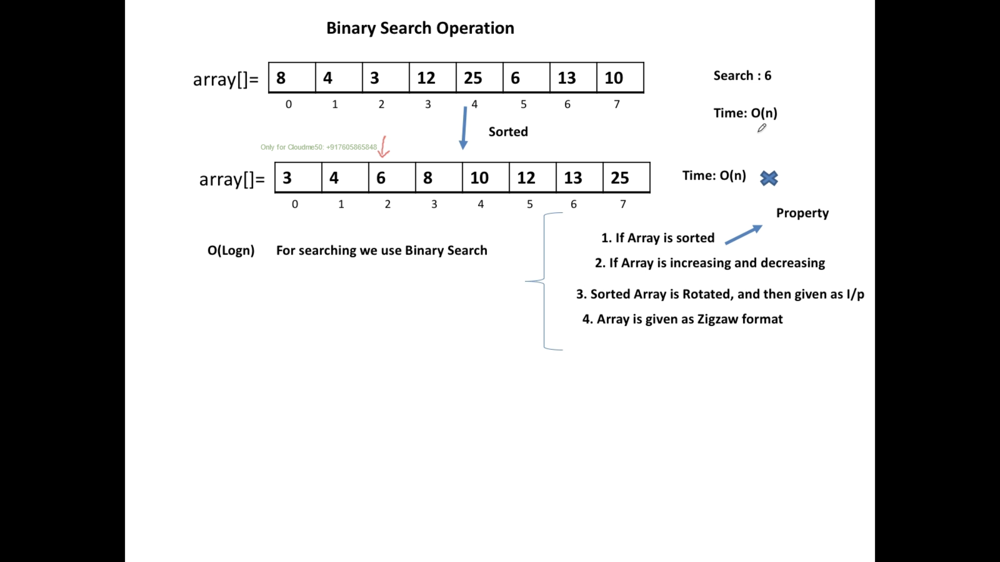 Binary Search Operation
array[]= 8 4 3 12 25 6 13 10
Search : 6
0 1 2 3 4 5 6 7
Time: O(n)
Sorted
Only for Cloudme50: +917605865848
array[]= 3 4 6 8 10 12 13 25
Time: O(n)
0 1 2 3 4 5 6 7
Property
1. If Array is sorted
O(Logn) For searching we use Binary Search
2. If Array is increasing and decreasing
3. Sorted Array is Rotated, and then given as I/p
4. Array is given as Zigzaw format